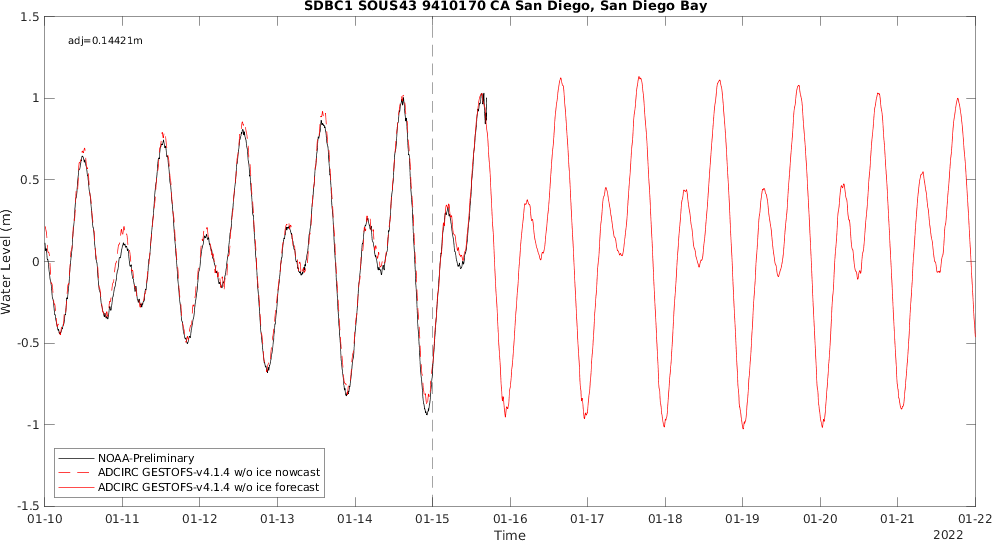 SDBC1 SOUS43 9410170 CA San Diego, San Diego Bay
1.5
adj=0.14421m
1
0.5
0
-0.5
-1
-1.5
Water Level (m)
NOAA-Preliminary
ADCIRC GESTOFS-v4.1.4 w/o ice nowcast
ADCIRC GESTOFS-v4.1.4 w/o ice forecast
01-10 01-11 01-12 01-13 01-14 01-15 01-16 01-17 01-18 01-19 01-20 01-21 01-22
Time
2022